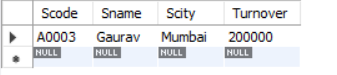 Scode Sname Scity Turnover
A0003 Gaurav Mumbai 200000
NULL NULL NULL NULL